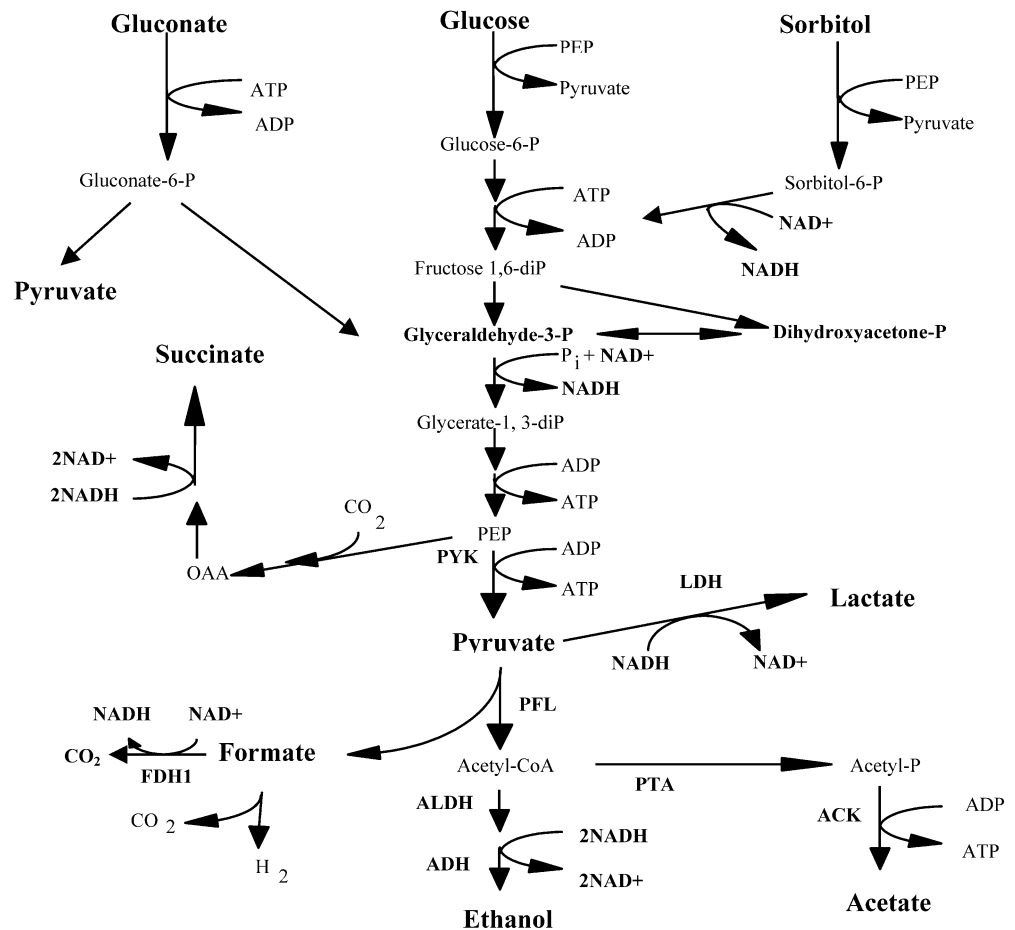 Gluconate
Glucose
Sorbitol
PEP
ATP
Pyruvate
PEP
ADP
Pyruvate
Glucose-6-P
Gluconate-6-P
Sorbitol-6-P
ATP
NAD+
ADP
Fructose 1,6-diP
NADH
Pyruvate
Glyceraldehyde-3-P
Dihydroxyacetone-P
Succinate
Pi + NAD+
NADH
Glycerate-1, 3-diP
2NAD+
ADP
2NADH
ATP
CO2
PEP
PYK
ADP
OAA
ATP
LDH
Lactate
Pyruvate
NADH
NAD+
PFL
NADH
NAD+
CO2
Formate
FDH1
Acetyl-CoA
PTA
Acetyl-P
ALDH
ACK
ADP
CO2
2NADH
ATP
ADH
H2
2NAD+
Ethanol
Acetate